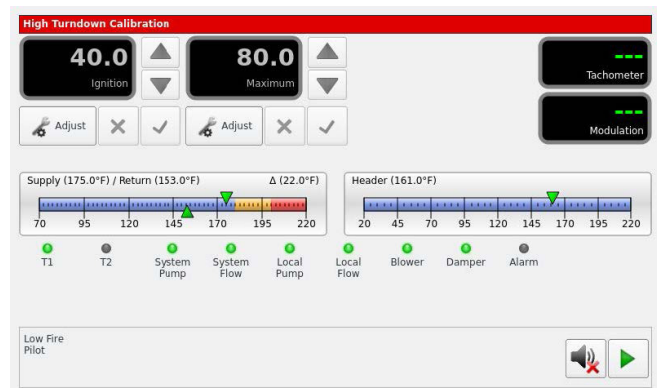 High Turndown Calibration
40.0
Ignition
80.0
Maximum
---
Tachometer
Adjust
Adjust
---
Modulation
Supply (175.0°F) / Return (153.0°F) Δ (22.0°F)
70 95 120 145 170 195 220
Header (161.0°F)
20 45 70 95 120 145 170 195 220
T1
T2
System
Pump
System
Flow
Local
Pump
Local
Flow
Blower
Damper
Alarm
Low Fire
Pilot